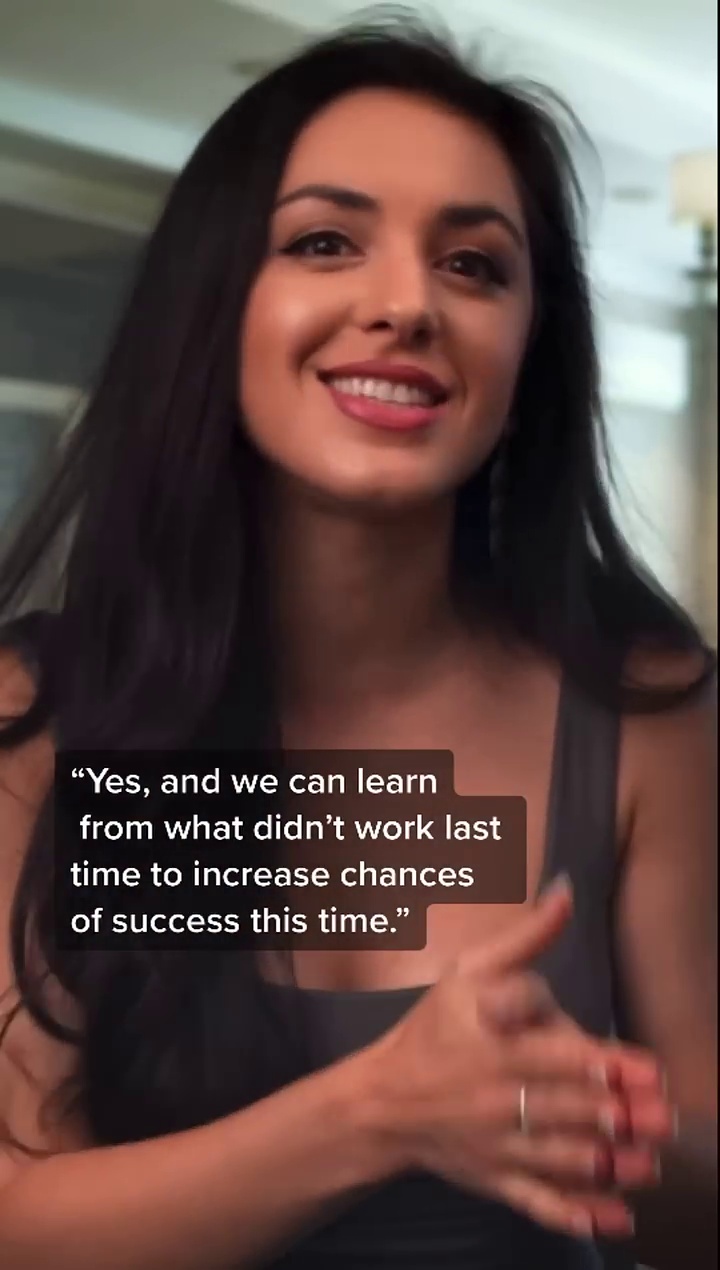 “Yes, and we can learn
from what didn’t work last
time to increase chances
of success this time.”